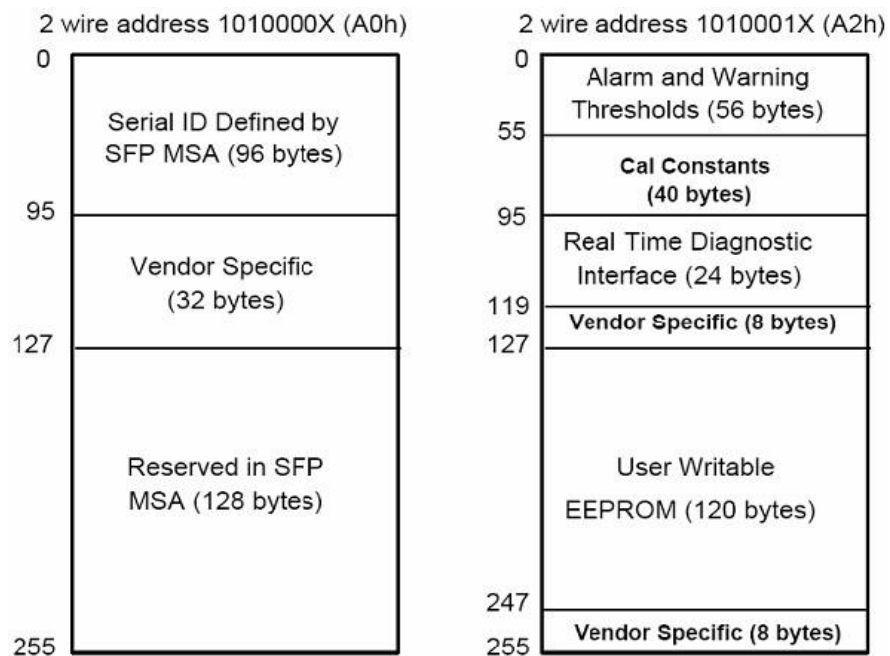 2 wire address 1010000X (A0h)
0
Serial ID Defined by
SFP MSA (96 bytes)
95
Vendor Specific
(32 bytes)
127
Reserved in SFP
MSA (128 bytes)
255
2 wire address 1010001X (A2h)
0
Alarm and Warning
Thresholds (56 bytes)
55
Cal Constants
(40 bytes)
95
Real Time Diagnostic
Interface (24 bytes)
119
Vendor Specific (8 bytes)
127
User Writable
EEPROM (120 bytes)
247
Vendor Specific (8 bytes)
255